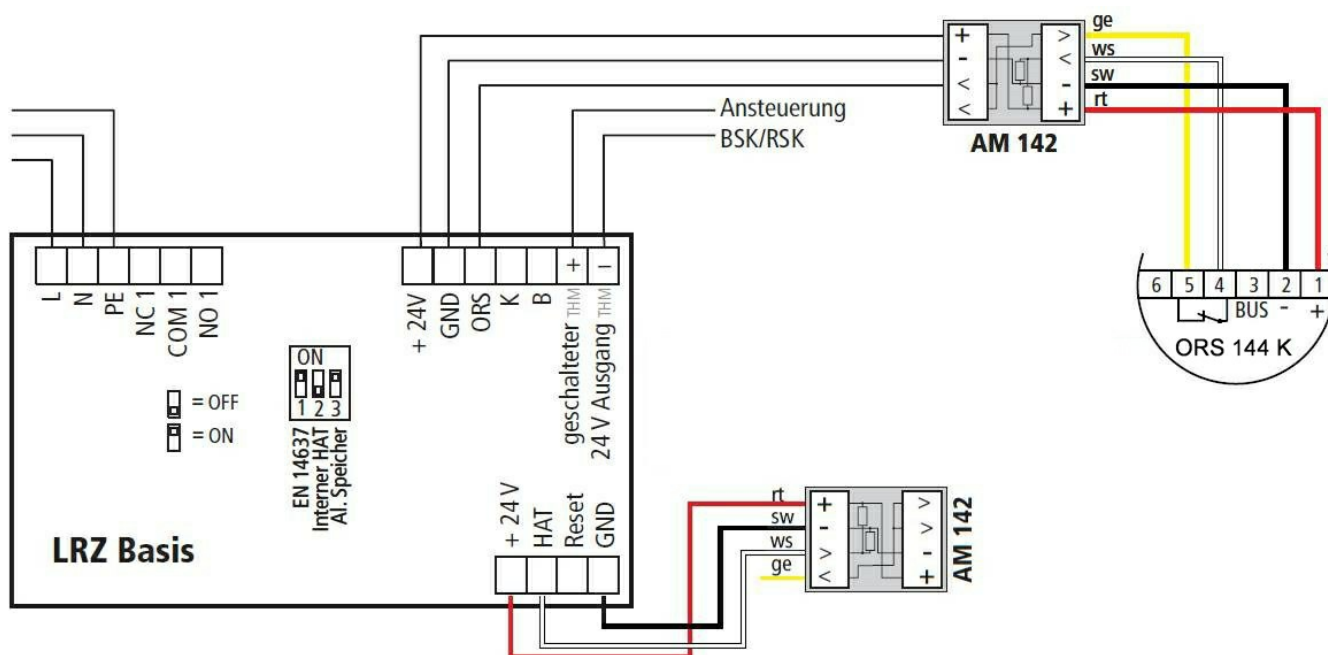 ge
ws
sw
rt
+
-
<
<
>
<
-
+
AM 142
Ansteuerung
BSK/RSK
L
N
PE
NC 1
COM 1
NO 1
+ 24V
GND
ORS
K
B
+
–
geschalteter THM
24 V Ausgang THM
6 5 4 3 2 1
BUS - +
ORS 144 K
= OFF
= ON
ON
1 2 3
EN 14637
Interner HAT
Al. Speicher
LRZ Basis
+ 24 V
HAT
Reset
GND
rt
sw
ws
ge
+
-
>
<
>
>
-
+
AM 142